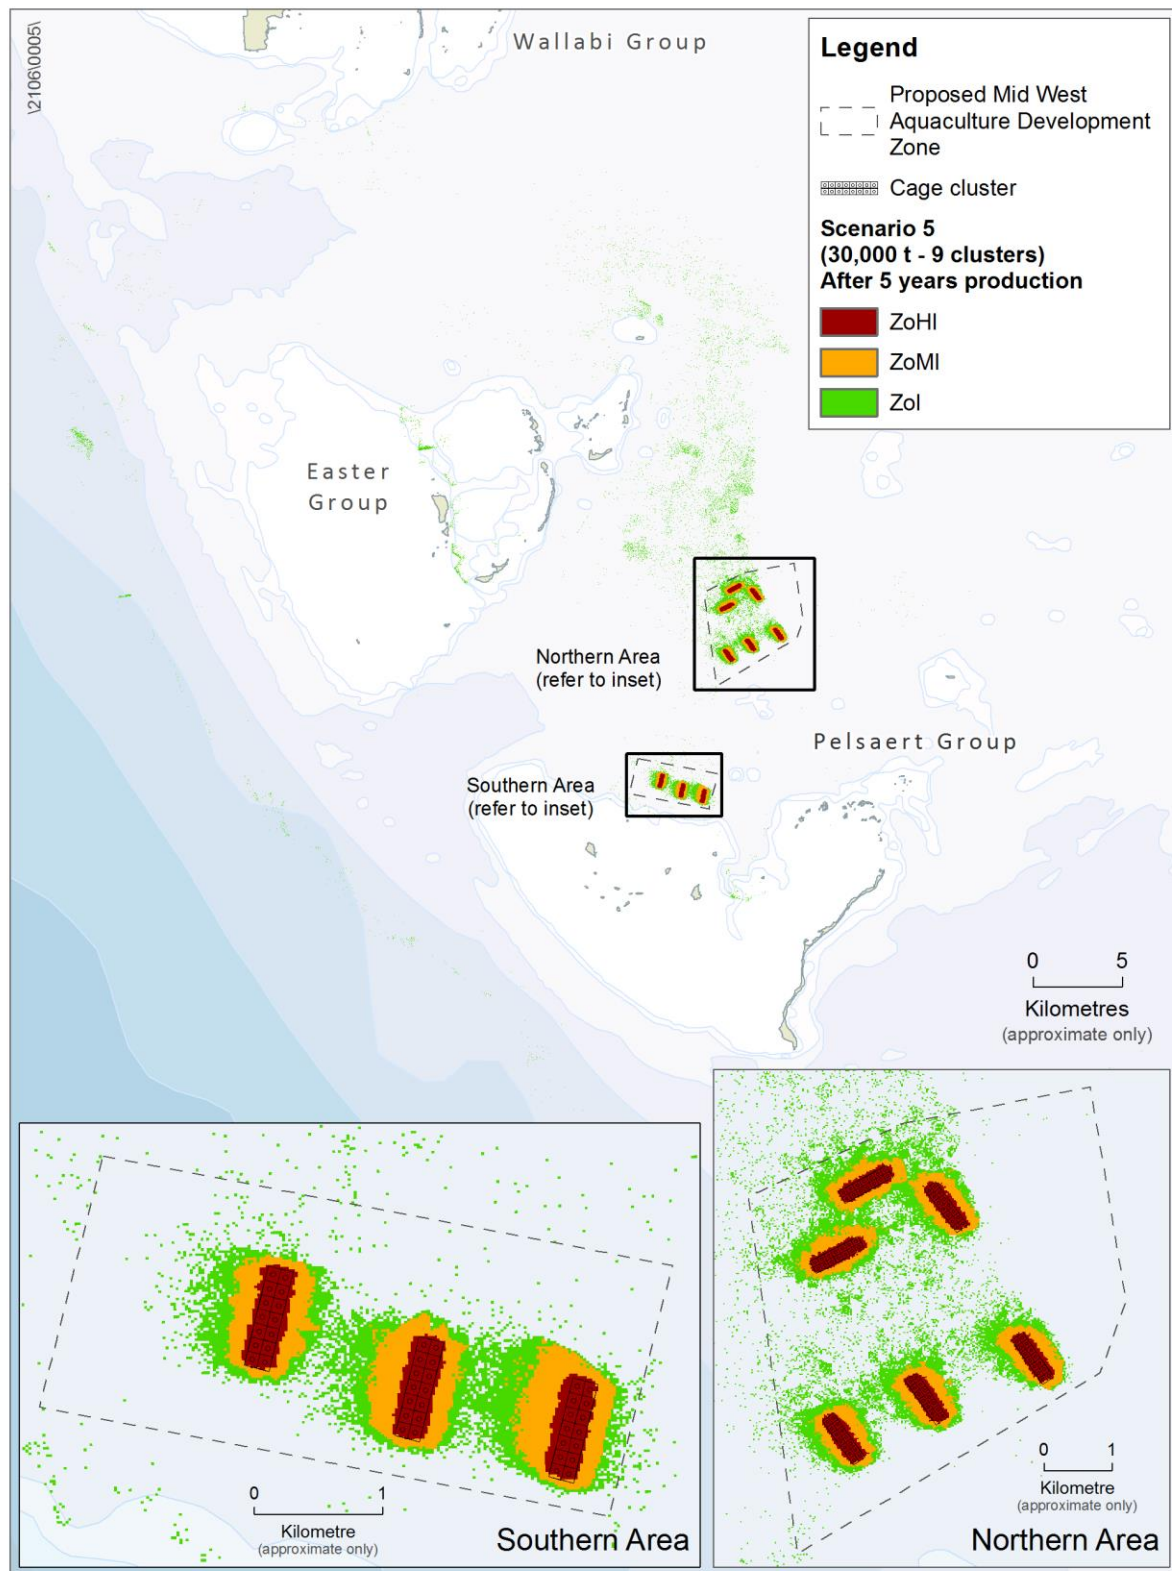 \2106\0005\
Wallabi Group
Legend
Proposed Mid West
Aquaculture Development
Zone
Cage cluster
Scenario 5
(30,000 t - 9 clusters)
After 5 years production
ZoHI
ZoMI
ZoI
Easter
Group
Northern Area
(refer to inset)
Pelsaert Group
Southern Area
(refer to inset)
0 5
Kilometres
(approximate only)
0 1
Kilometre
(approximate only)
Southern Area
0 1
Kilometre
(approximate only)
Northern Area